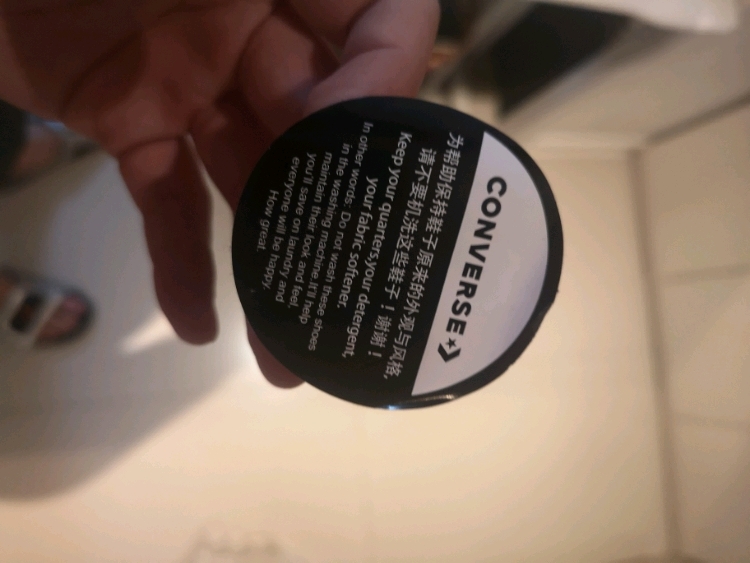 CONVERSE
为帮助保持鞋子原来的外观与风格,
请不要机洗这些鞋子！谢谢！
Keep your quarters,your detergent,
your fabric softener.
In other words: Do not wash these shoes
in the washing machine.It'll help
maintain their look and feel,
you'll save on laundry and
everyone will be happy.
How great.